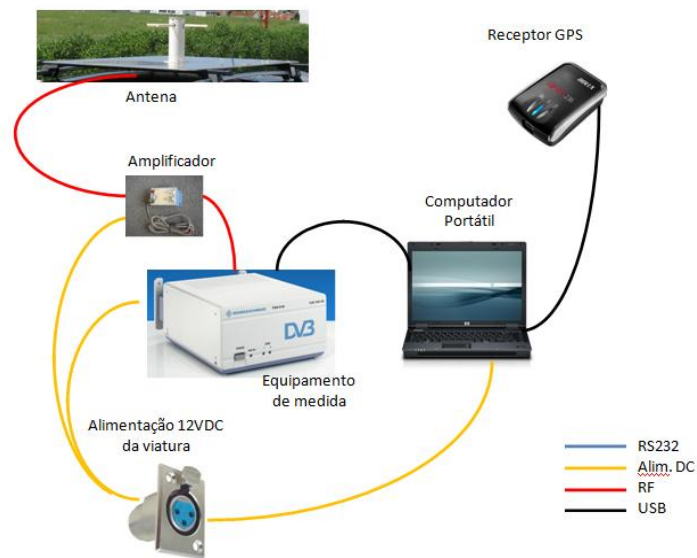 Receptor GPS
Antena
Amplificador
Computador
Portátil
DVB
Equipamento
de medida
Alimentação 12VDC
da viatura
RS232
Alim. DC
RF
USB